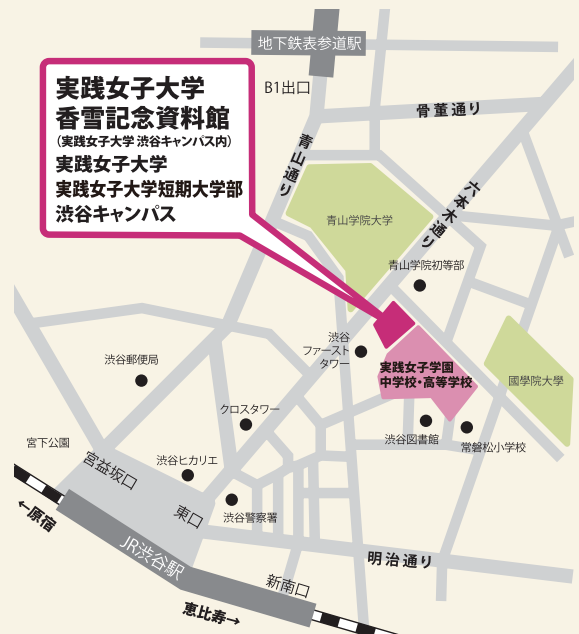 地下鉄表参道駅
B1出口
実践女子大学
香雪記念資料館
（実践女子大学 渋谷キャンパス内）
実践女子大学
実践女子大学短期大学部
渋谷キャンパス
骨董通り
青山通り
六本木通り
青山学院大学
青山学院初等部
渋谷
ファースト
タワー
実践女子学園
中学校・高等学校
國學院大學
渋谷郵便局
クロスタワー
渋谷図書館
常磐松小学校
宮下公園
宮益坂口
渋谷ヒカリエ
東口
渋谷警察署
←原宿
JR渋谷駅
明治通り
新南口
恵比寿→